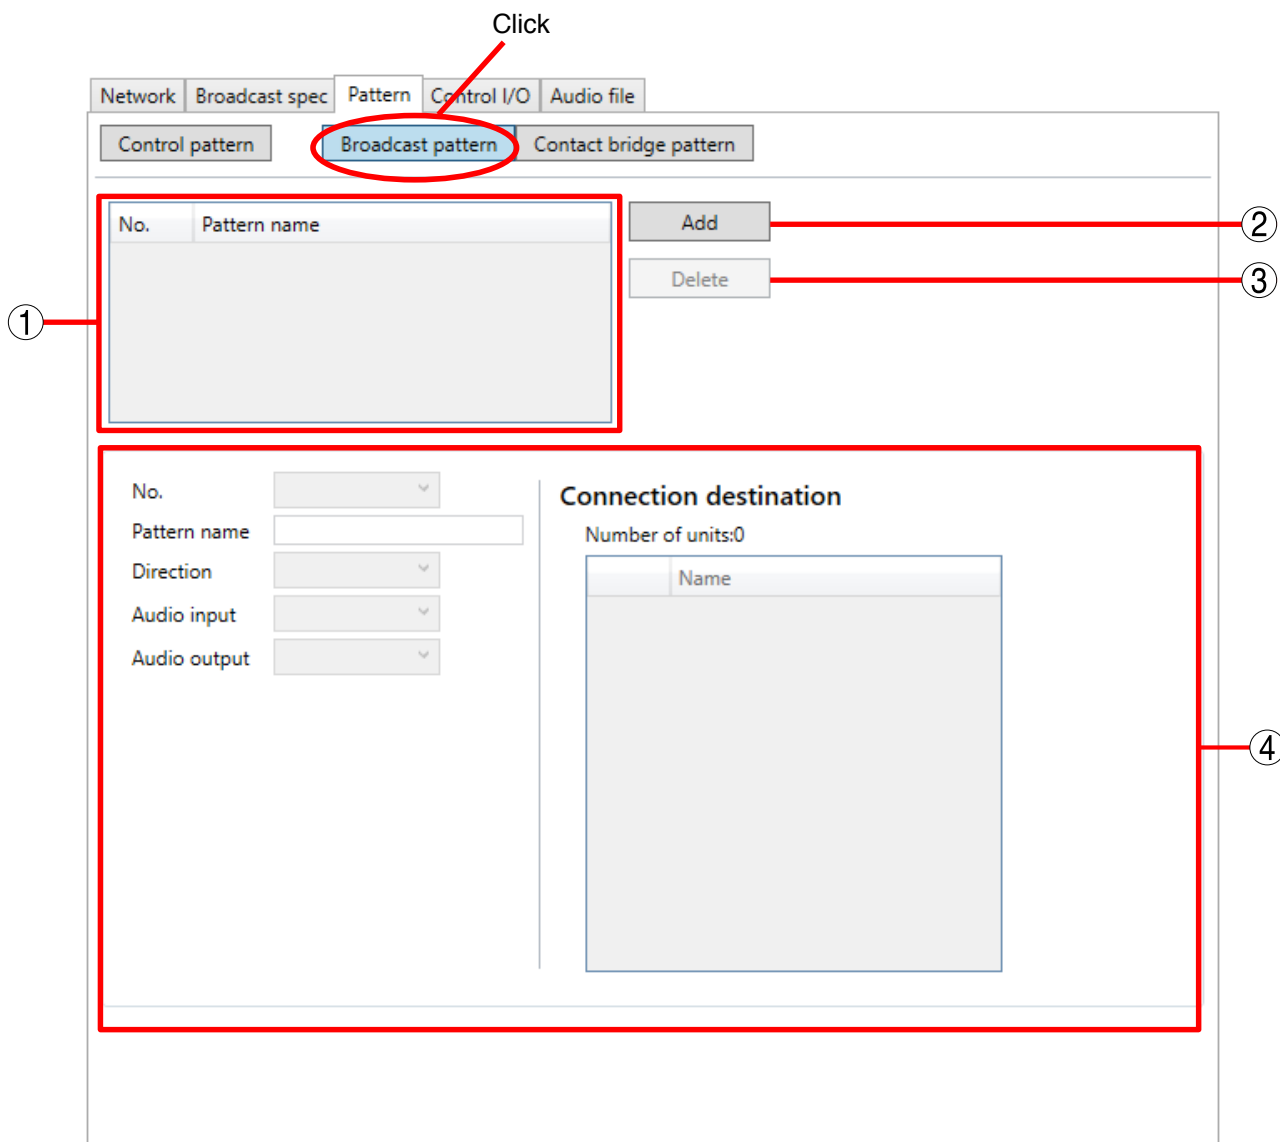 Click
Network Broadcast spec Pattern Control I/O Audio file
Control pattern Broadcast pattern Contact bridge pattern
No. Pattern name
Add
②
Delete
③
①
No.
Pattern name
Direction
Audio input
Audio output
Connection destination
Number of units:0
Name
④